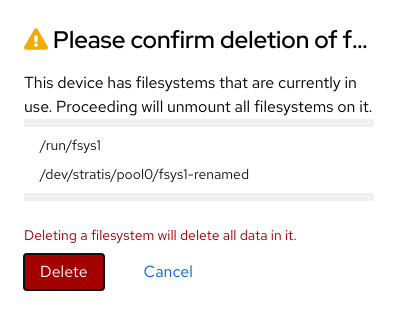 Please confirm deletion of f...
This device has filesystems that are currently in
use. Proceeding will unmount all filesystems on it.
/run/fsys1
/dev/stratis/pool0/fsys1-renamed
Deleting a filesystem will delete all data in it.
Delete Cancel